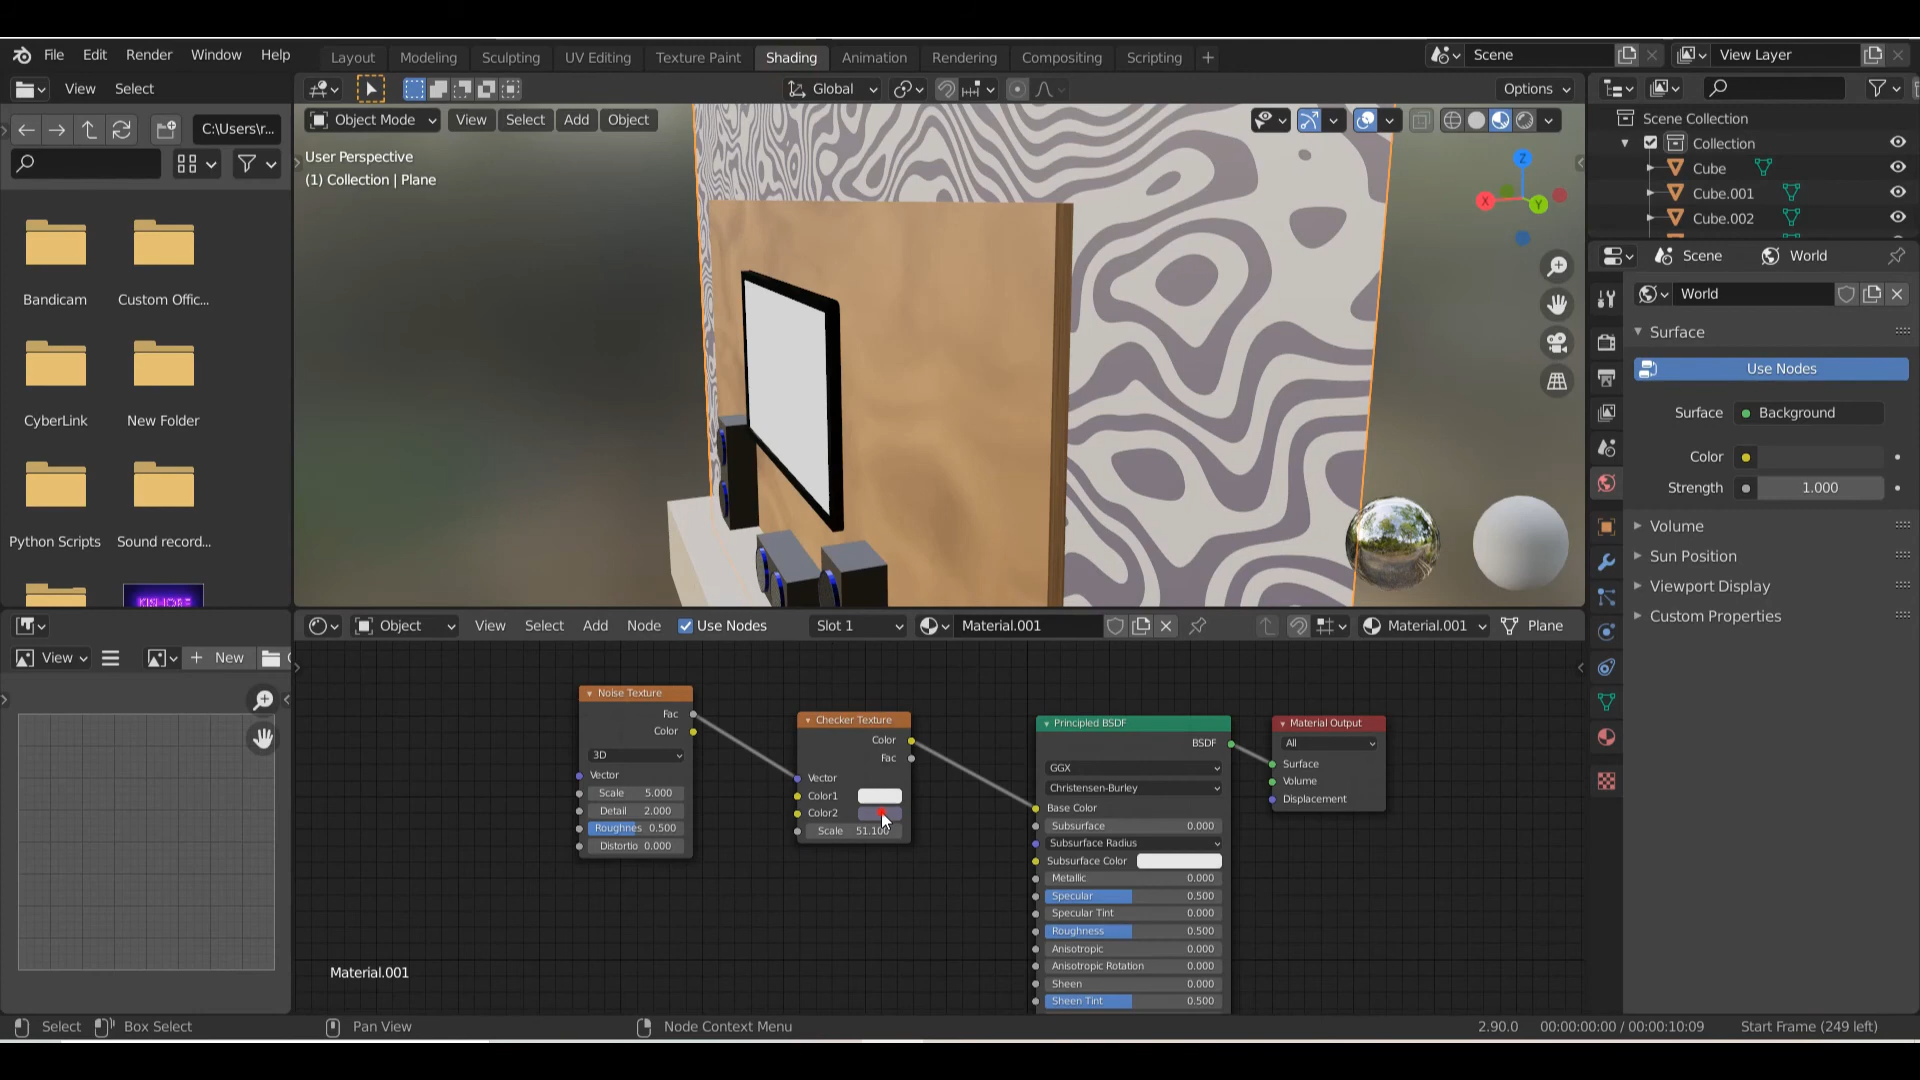 File Edit Render Window Help
Layout Modeling Sculpting UV Editing Texture Paint Shading Animation Rendering Compositing Scripting
Scene
View Layer
View Select
Global
Options
C:\Users\r...
Object Mode View Select Add Object
User Perspective
(1) Collection | Plane
Z
X
Y
Scene Collection
Collection
Cube
Cube.001
Cube.002
Scene World
World
Surface
Use Nodes
Surface Background
Color
Strength 1.000
Volume
Sun Position
Viewport Display
Custom Properties
Bandicam Custom Offic...
CyberLink New Folder
Python Scripts Sound record...
View New
Object View Select Add Node Use Nodes Slot 1 Material.001 Material.001 Plane
Noise Texture
Fac
Color
3D
Vector
Scale 5.000
Detail 2.000
Roughnes 0.500
Distortio 0.000
Checker Texture
Color
Fac
Vector
Color1
Color2
Scale 51.100
Principled BSDF
BSDF
GGX
Christensen-Burley
Base Color
Subsurface 0.000
Subsurface Radius
Subsurface Color
Metallic 0.000
Specular 0.500
Specular Tint 0.000
Roughness 0.500
Anisotropic 0.000
Anisotropic Rotation 0.000
Sheen 0.000
Sheen Tint 0.500
Material Output
All
Surface
Volume
Displacement
Material.001
Select Box Select Pan View Node Context Menu 2.90.0 00:00:00:00 / 00:00:10:09 Start Frame (249 left)